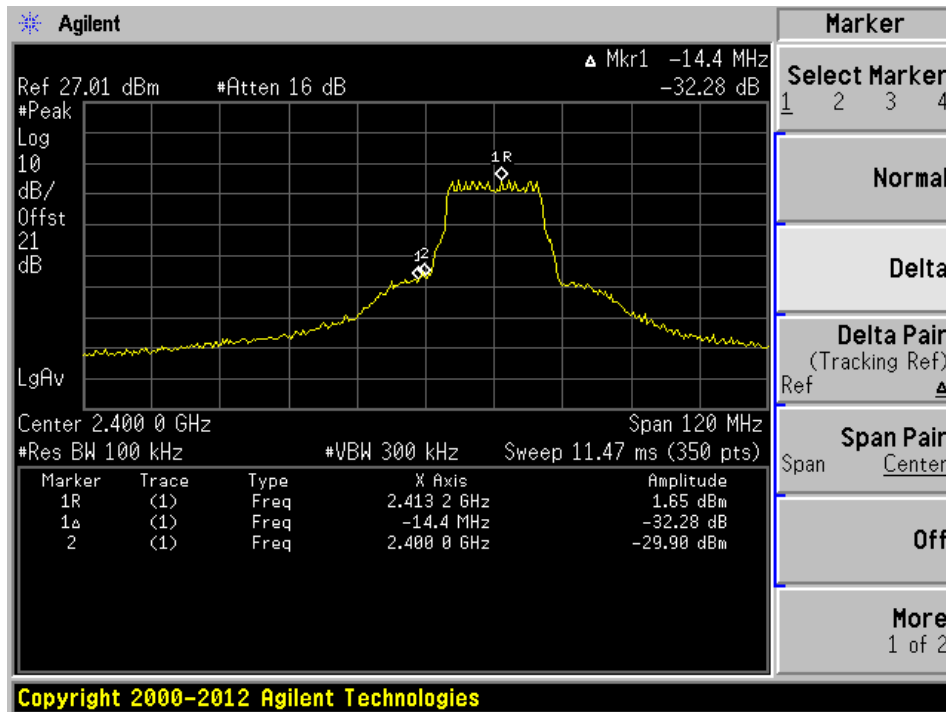 Agilent
Marker
Δ Mkr1 -14.4 MHz
Ref 27.01 dBm #Atten 16 dB -32.28 dB
#Peak
Log
10
dB/
Offst
21
dB
LgAv
1R
1 2
Center 2.400 0 GHz Span 120 MHz
#Res BW 100 kHz #VBW 300 kHz Sweep 11.47 ms (350 pts)
Marker Trace Type X Axis Amplitude
1R (1) Freq 2.413 2 GHz 1.65 dBm
1Δ (1) Freq -14.4 MHz -32.28 dB
2 (1) Freq 2.400 0 GHz -29.90 dBm
Select Marker
1 2 3 4
Normal
Delta
Delta Pair
(Tracking Ref)
Ref Δ
Span Pair
Span Center
Off
More
1 of 2
Copyright 2000-2012 Agilent Technologies